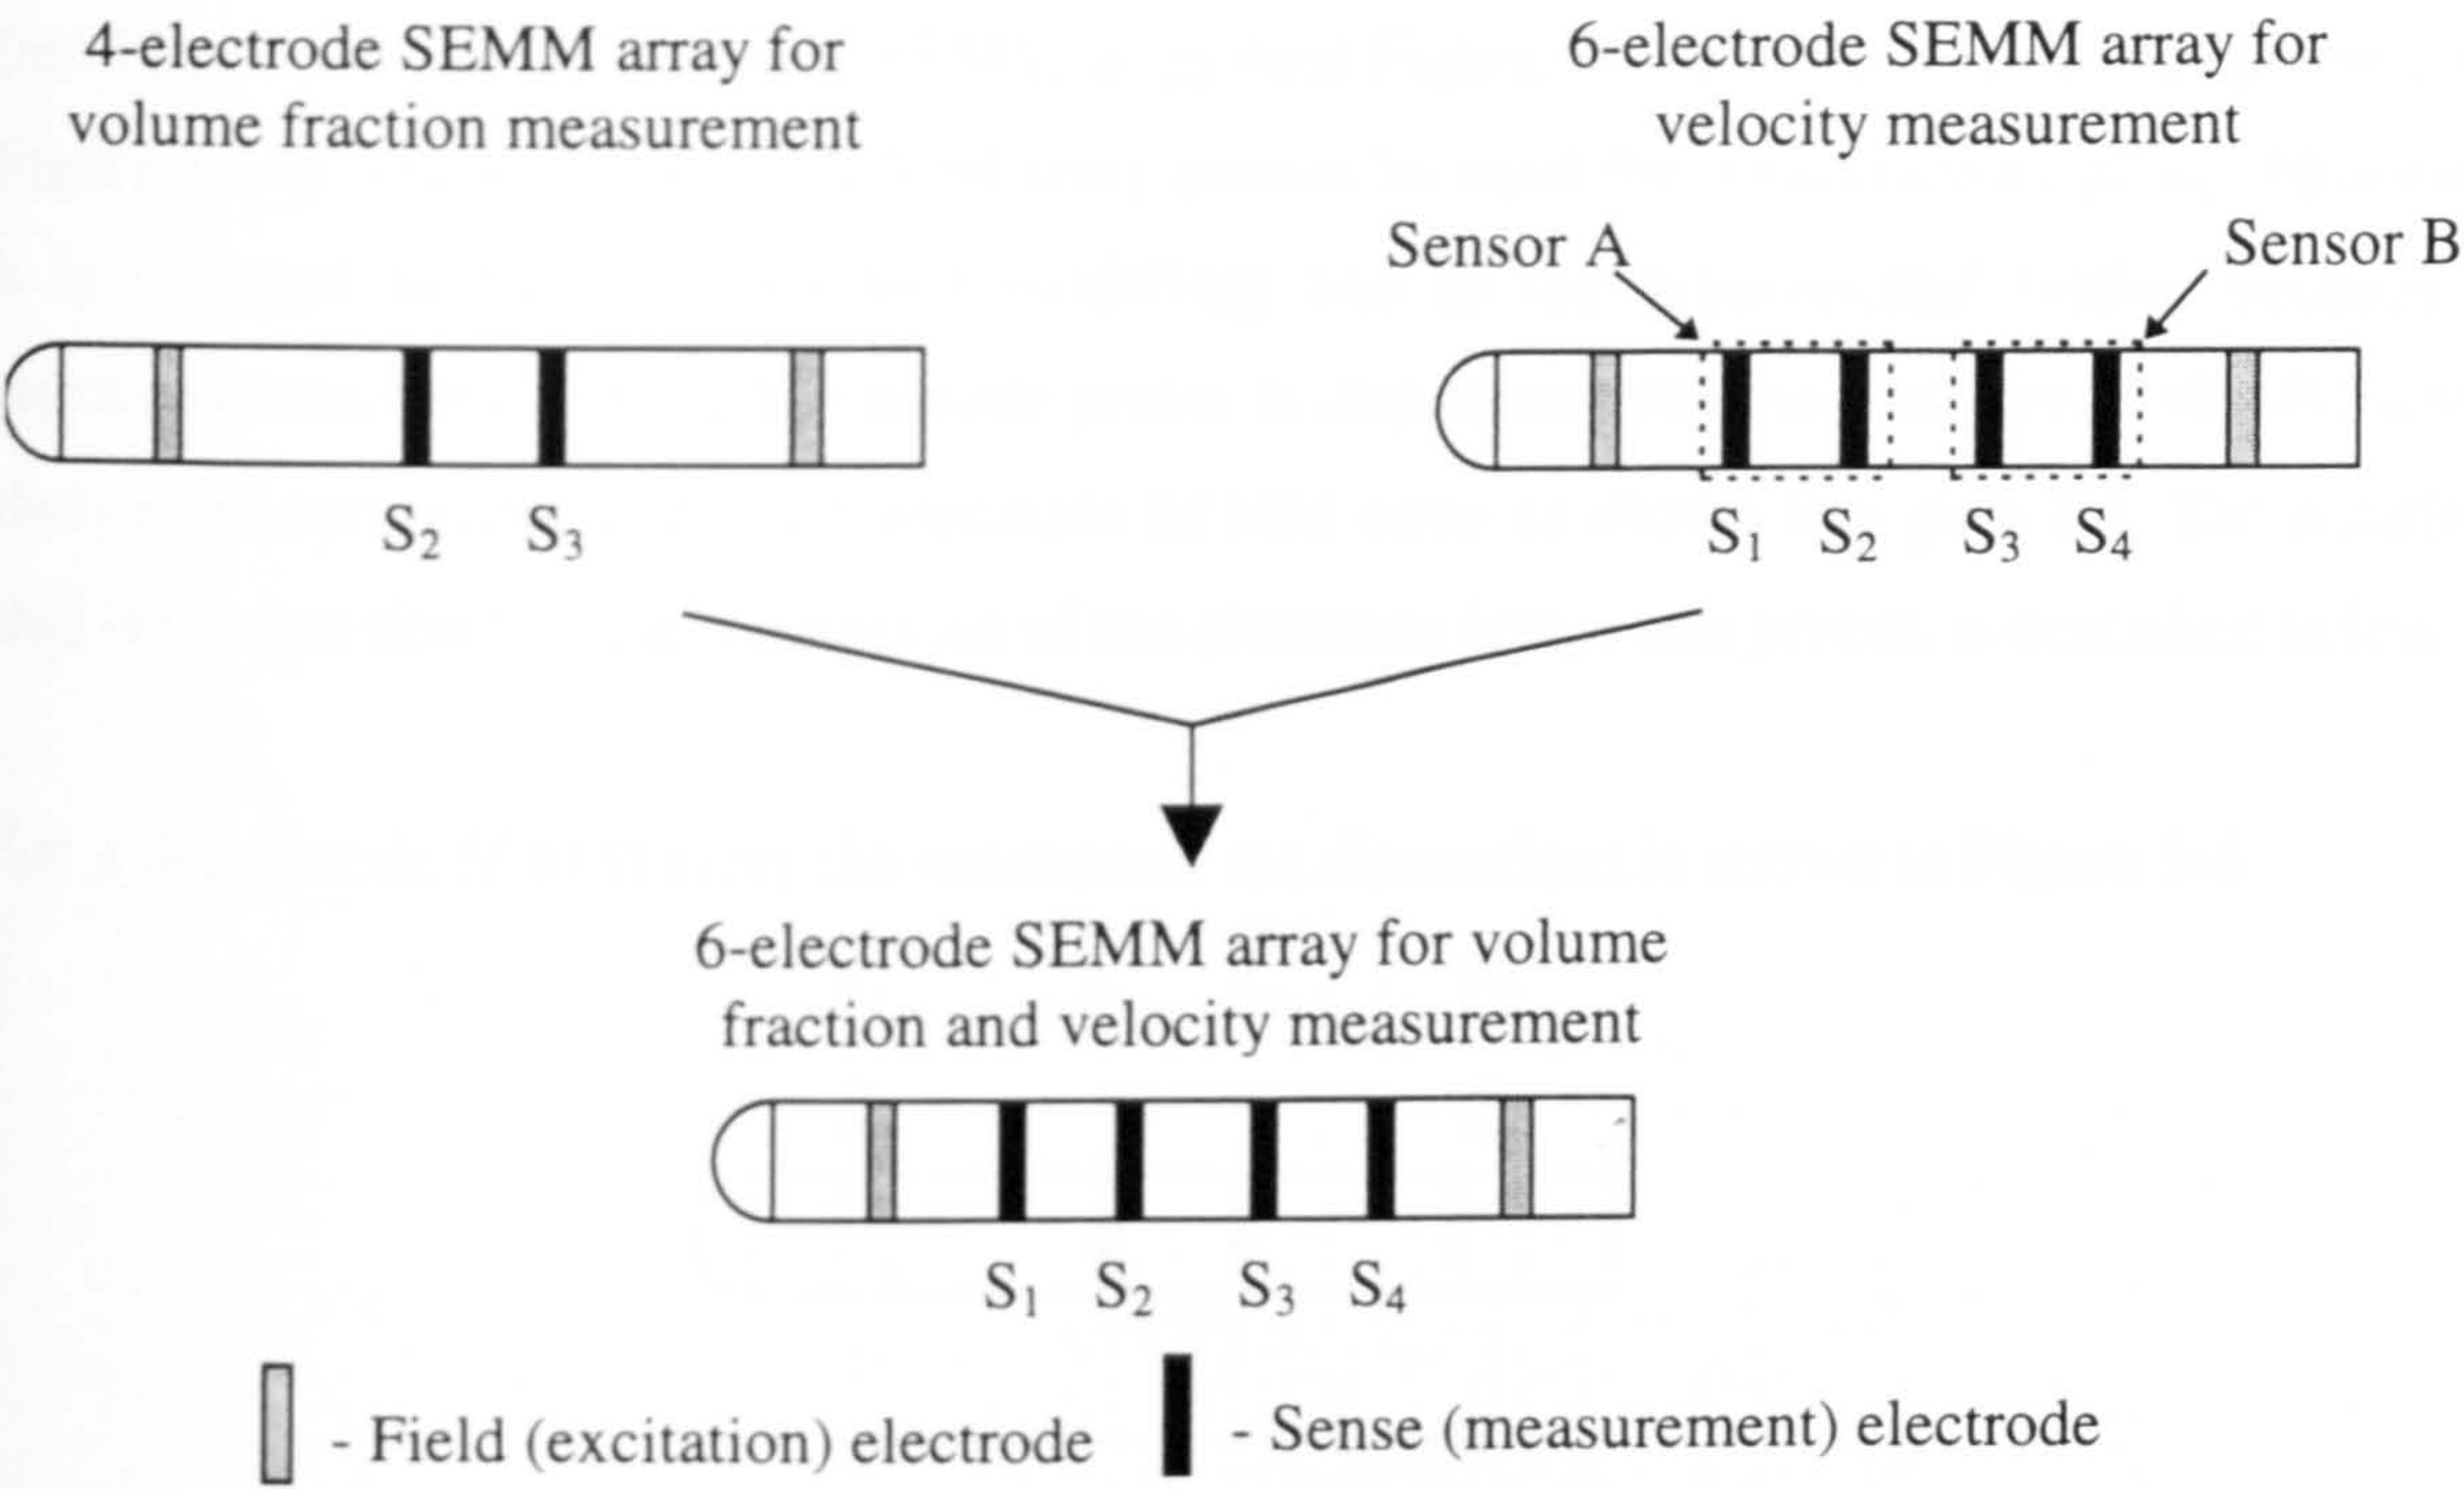 4-electrode SEMM array for
volume fraction measurement
6-electrode SEMM array for
velocity measurement
Sensor A
Sensor B
S2 S3
S1 S2 S3 S4
6-electrode SEMM array for volume
fraction and velocity measurement
S1 S2 S3 S4
- Field (excitation) electrode
- Sense (measurement) electrode